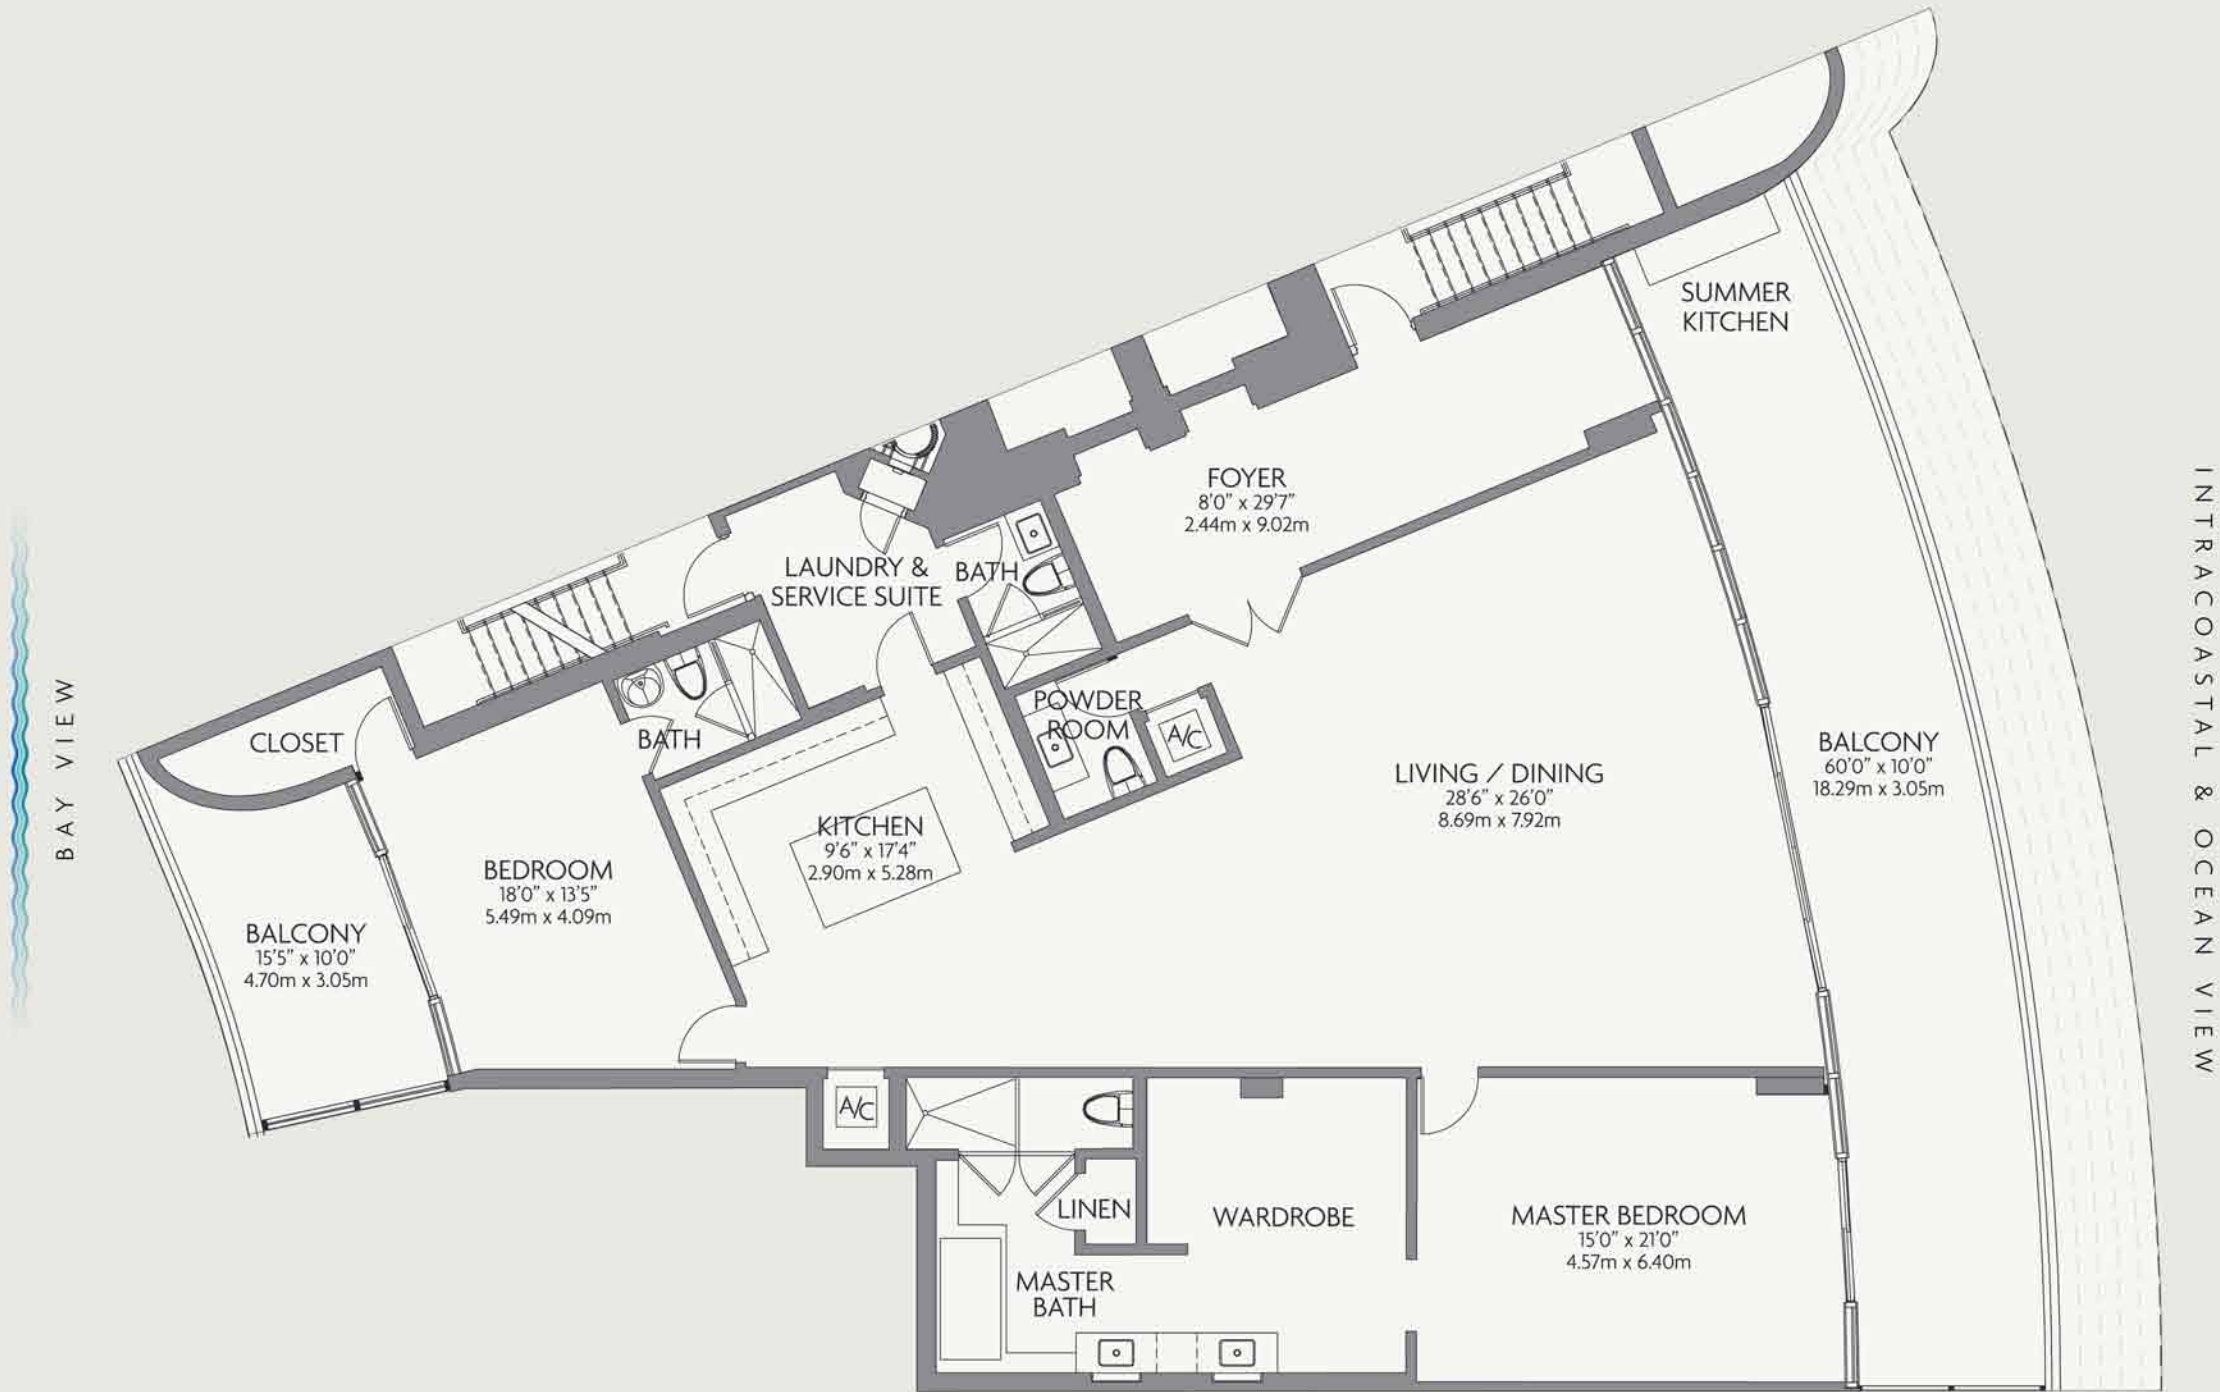 SUMMER
KITCHEN
FOYER
8'0" x 29'7"
2.44m x 9.02m
LAUNDRY &
SERVICE SUITE
BATH
POWDER
ROOM
A/C
CLOSET
BATH
KITCHEN
9'6" x 17'4"
2.90m x 5.28m
LIVING / DINING
28'6" x 26'0"
8.69m x 7.92m
BALCONY
60'0" x 10'0"
18.29m x 3.05m
BEDROOM
18'0" x 13'5"
5.49m x 4.09m
BALCONY
15'5" x 10'0"
4.70m x 3.05m
A/C
LINEN
WARDROBE
MASTER BEDROOM
15'0" x 21'0"
4.57m x 6.40m
MASTER
BATH
BAY VIEW
INTRACOASTAL & OCEAN VIEW